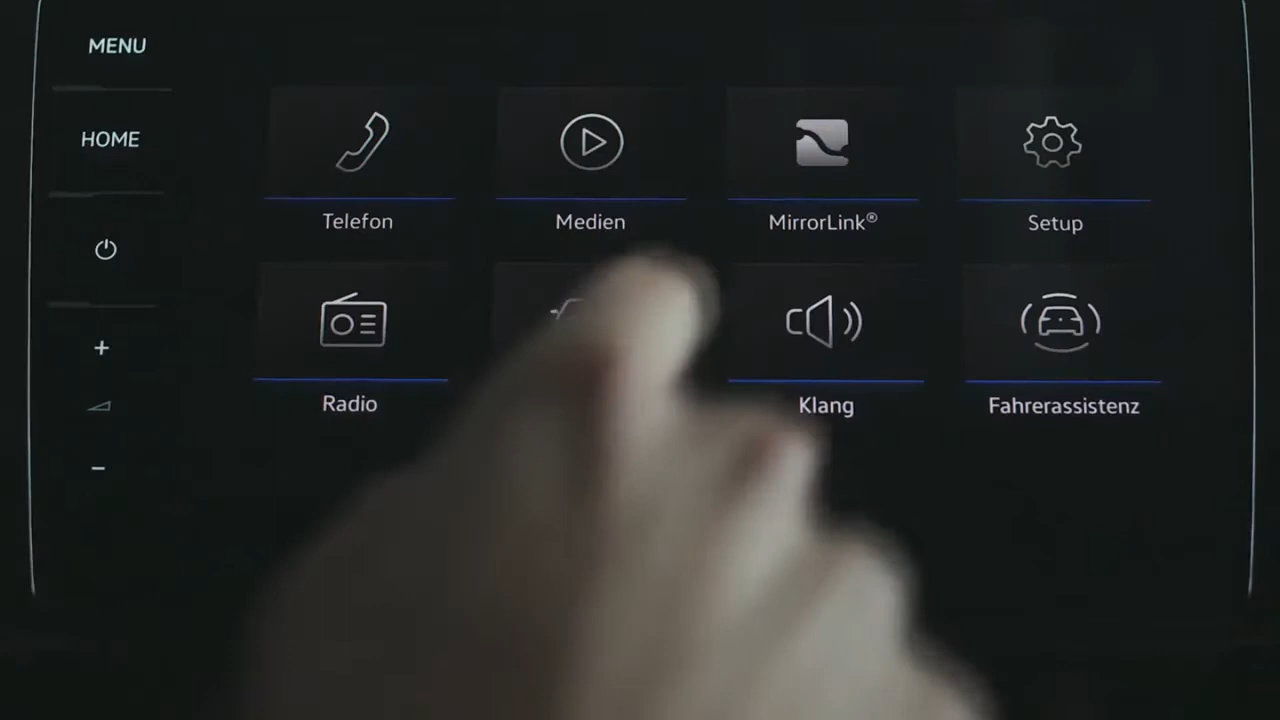 MENU
HOME
Telefon
Medien
MirrorLink®
Setup
Radio
Klang
Fahrerassistenz